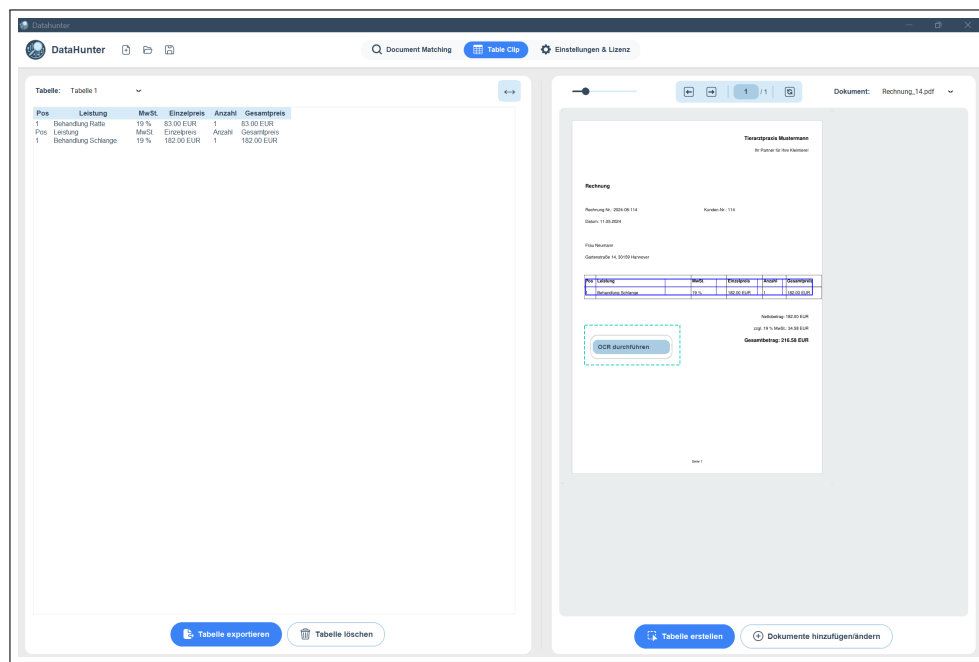 Datahunter
DataHunter
Document Matching
Table Clip
Einstellungen & Lizenz
Tabelle: Tabelle 1
Pos Leistung MwSt. Einzelpreis Anzahl Gesamtpreis
1 Behandlung Ratte 19 % 83.00 EUR 1 83.00 EUR
Pos Leistung MwSt. Einzelpreis Anzahl Gesamtpreis
1 Behandlung Schlange 19 % 182.00 EUR 1 182.00 EUR
Tabelle exportieren
Tabelle löschen
1 / 1
Dokument: Rechnung_14.pdf
Tierarztpraxis Mustermann
Ihr Partner für Ihre Kleintiere!
Rechnung
Rechnung Nr.: 2024-08-114 Kunden-Nr.: 114
Datum: 11.05.2024
Frau Neumann
Gartenstraße 14, 30159 Hannover
Pos Leistung MwSt. Einzelpreis Anzahl Gesamtpreis
1 Behandlung Schlange 19 % 182.00 EUR 1 182.00 EUR
Nettobetrag: 182.00 EUR
zzgl. 19 % MwSt.: 34.58 EUR
Gesamtbetrag: 216.58 EUR
OCR durchführen
Seite 1
Tabelle erstellen
Dokumente hinzufügen/ändern